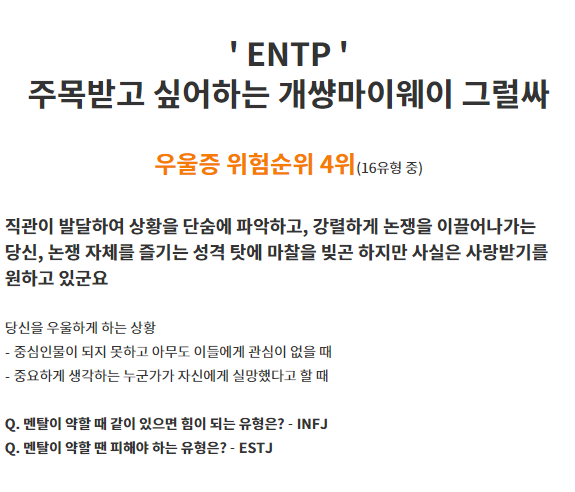 ' ENTP '
주목받고 싶어하는 개썅마이웨이 그럴싸
우울증 위험순위 4위(16유형 중)
직관이 발달하여 상황을 단숨에 파악하고, 강렬하게 논쟁을 이끌어나가는
당신, 논쟁 자체를 즐기는 성격 탓에 마찰을 빚곤 하지만 사실은 사랑받기를
원하고 있군요
당신을 우울하게 하는 상황
- 중심인물이 되지 못하고 아무도 이들에게 관심이 없을 때
- 중요하게 생각하는 누군가가 자신에게 실망했다고 할 때
Q. 멘탈이 약할 때 같이 있으면 힘이 되는 유형은? - INFJ
Q. 멘탈이 약할 땐 피해야 하는 유형은? - ESTJ